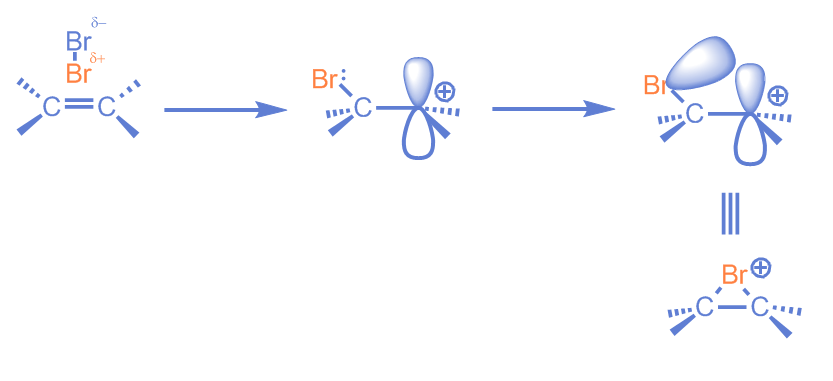 Br δ–
Br δ+
C C
Br: C ⊕
Br C ⊕
Br ⊕
C C